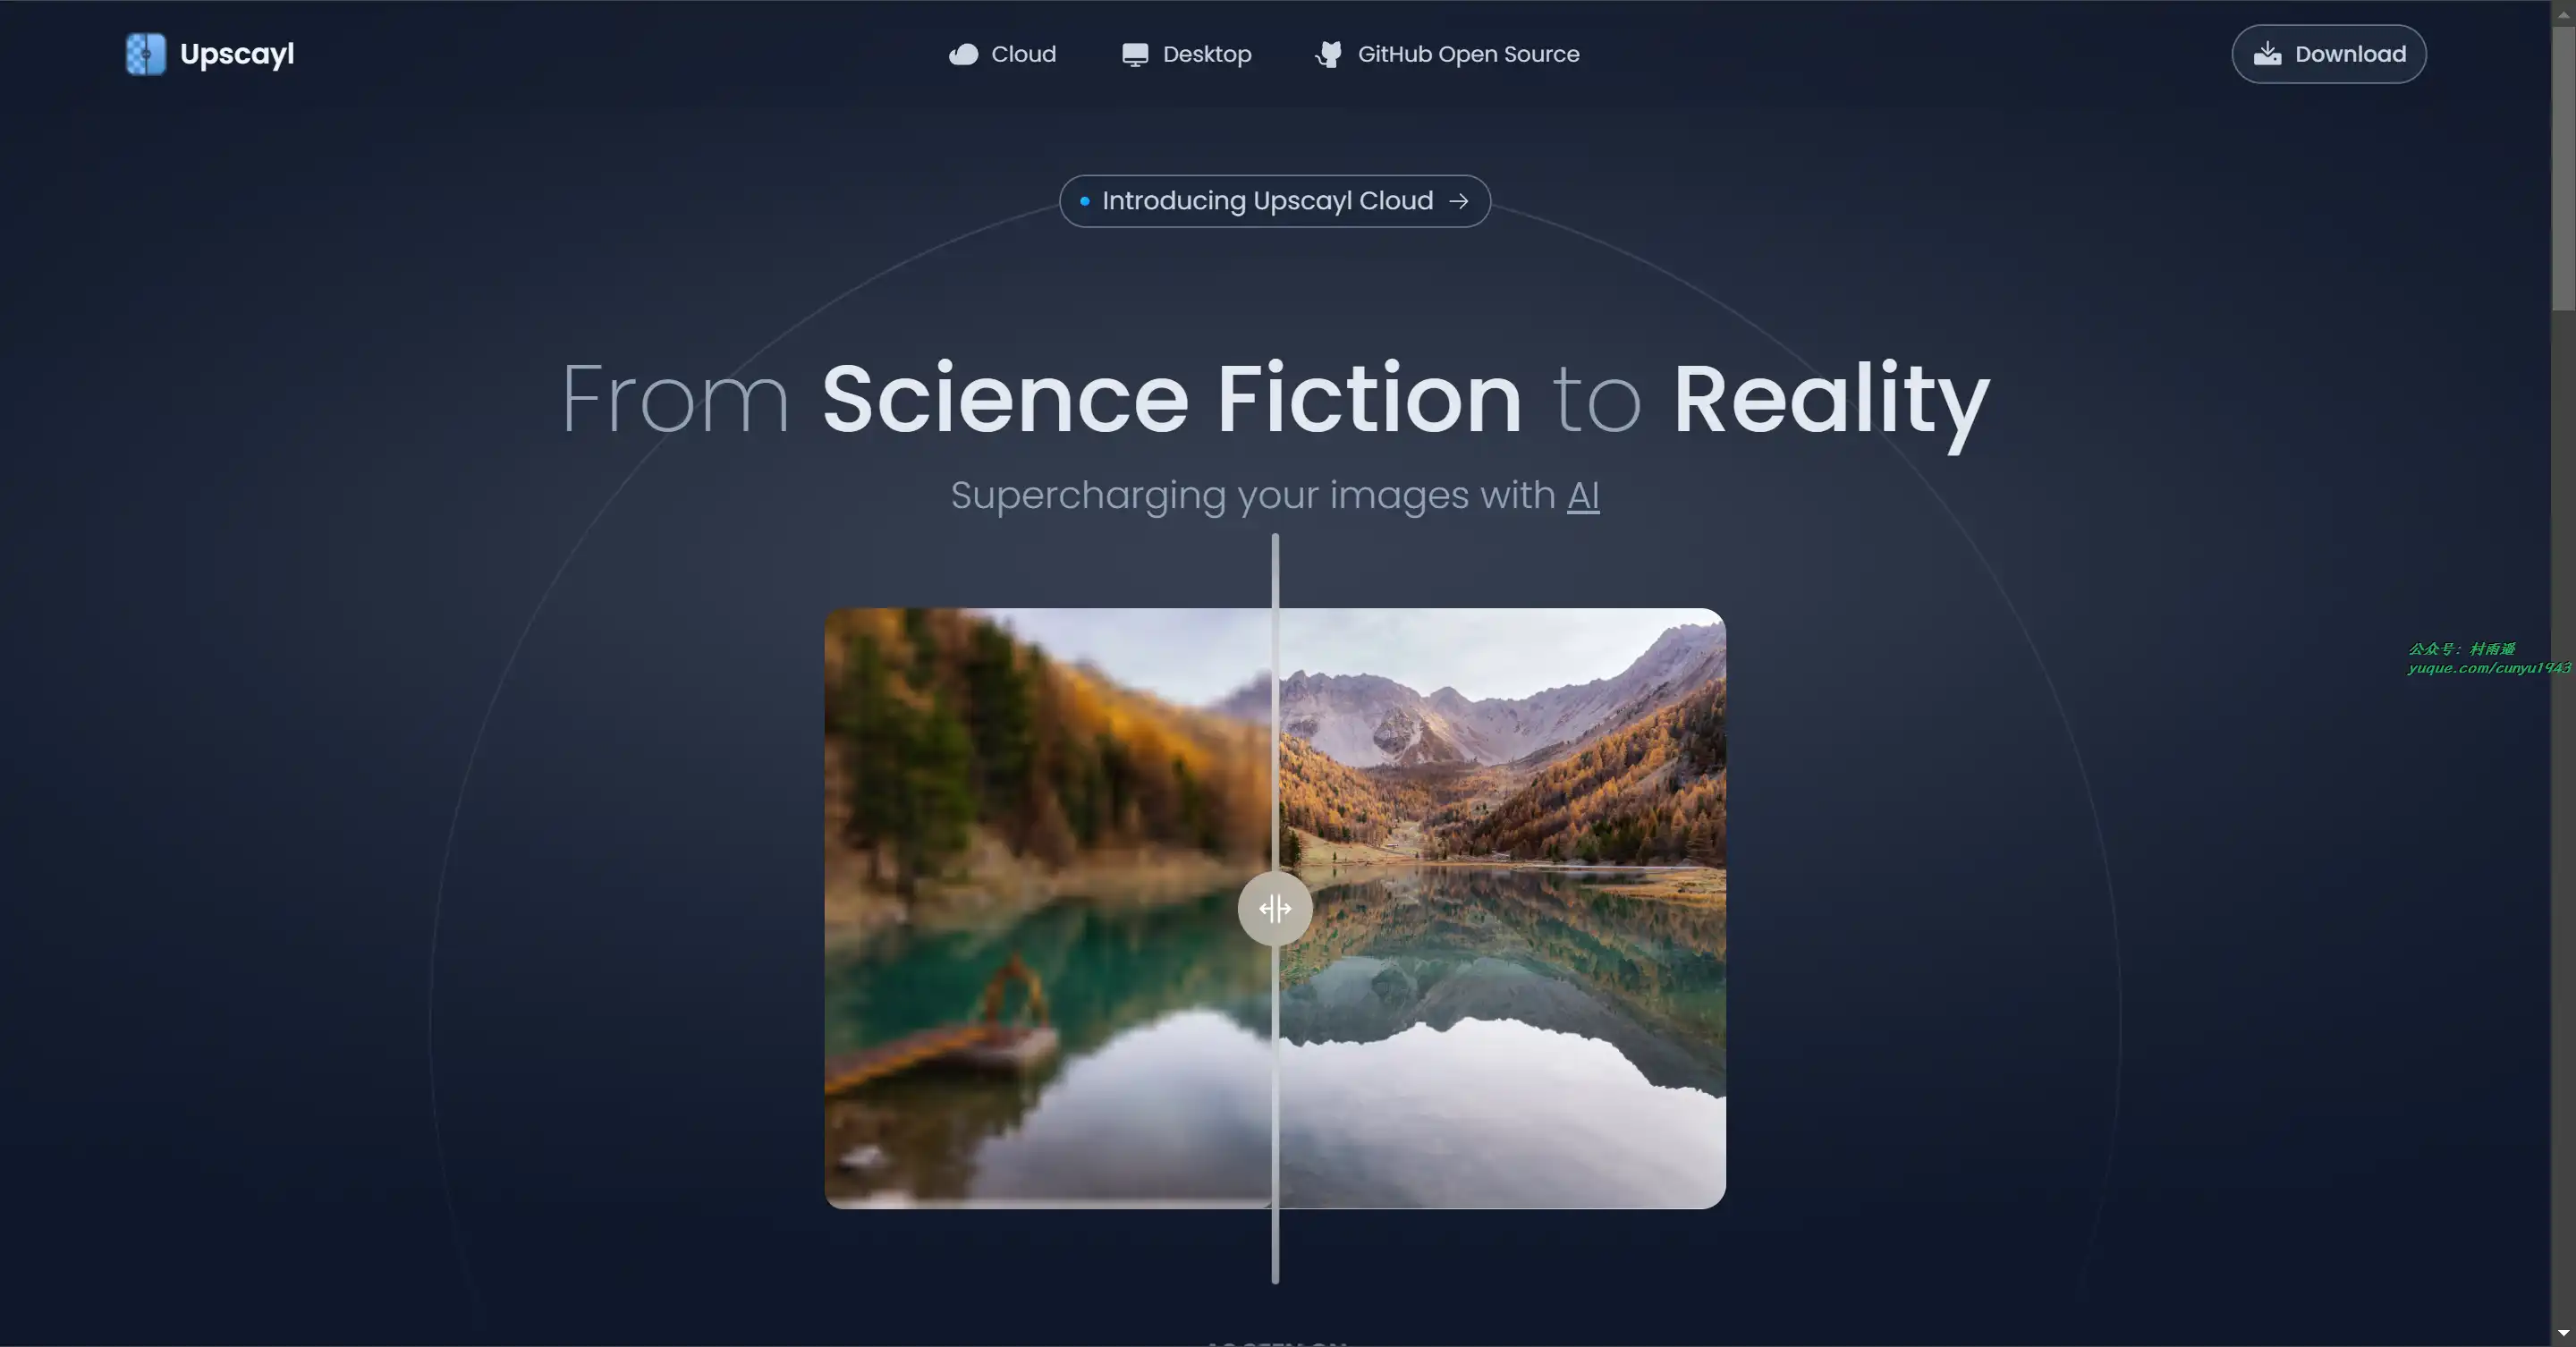 Upscayl
Cloud
Desktop
GitHub Open Source
Download
Introducing Upscayl Cloud →
From Science Fiction to Reality
Supercharging your images with AI
公众号：村雨遥
yuque.com/cunyu1943